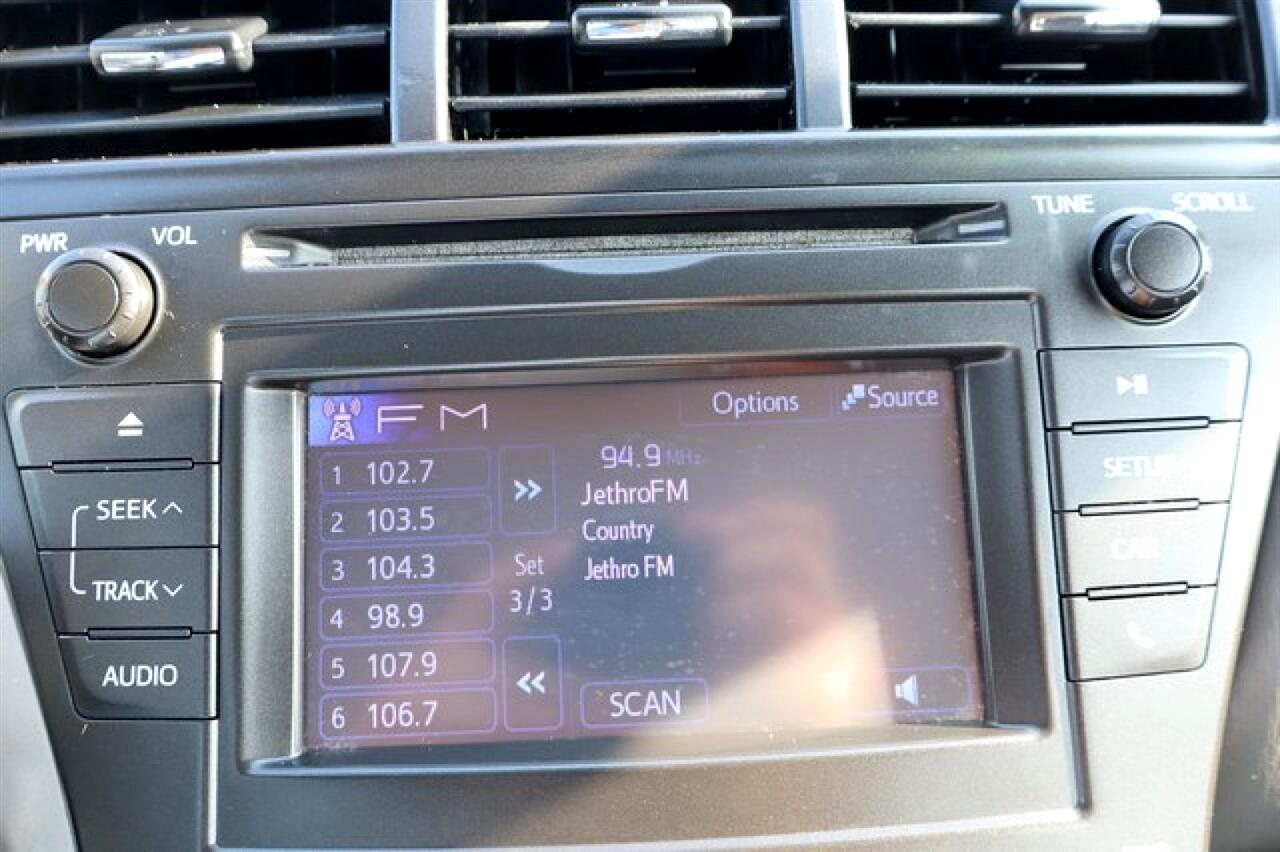 PWR VOL
TUNE SCROLL
SEEK
TRACK
AUDIO
SETUP
CAR
FM
Options
Source
1 102.7
2 103.5
3 104.3
4 98.9
5 107.9
6 106.7
Set
3/3
94.9 MHz
JethroFM
Country
Jethro FM
SCAN